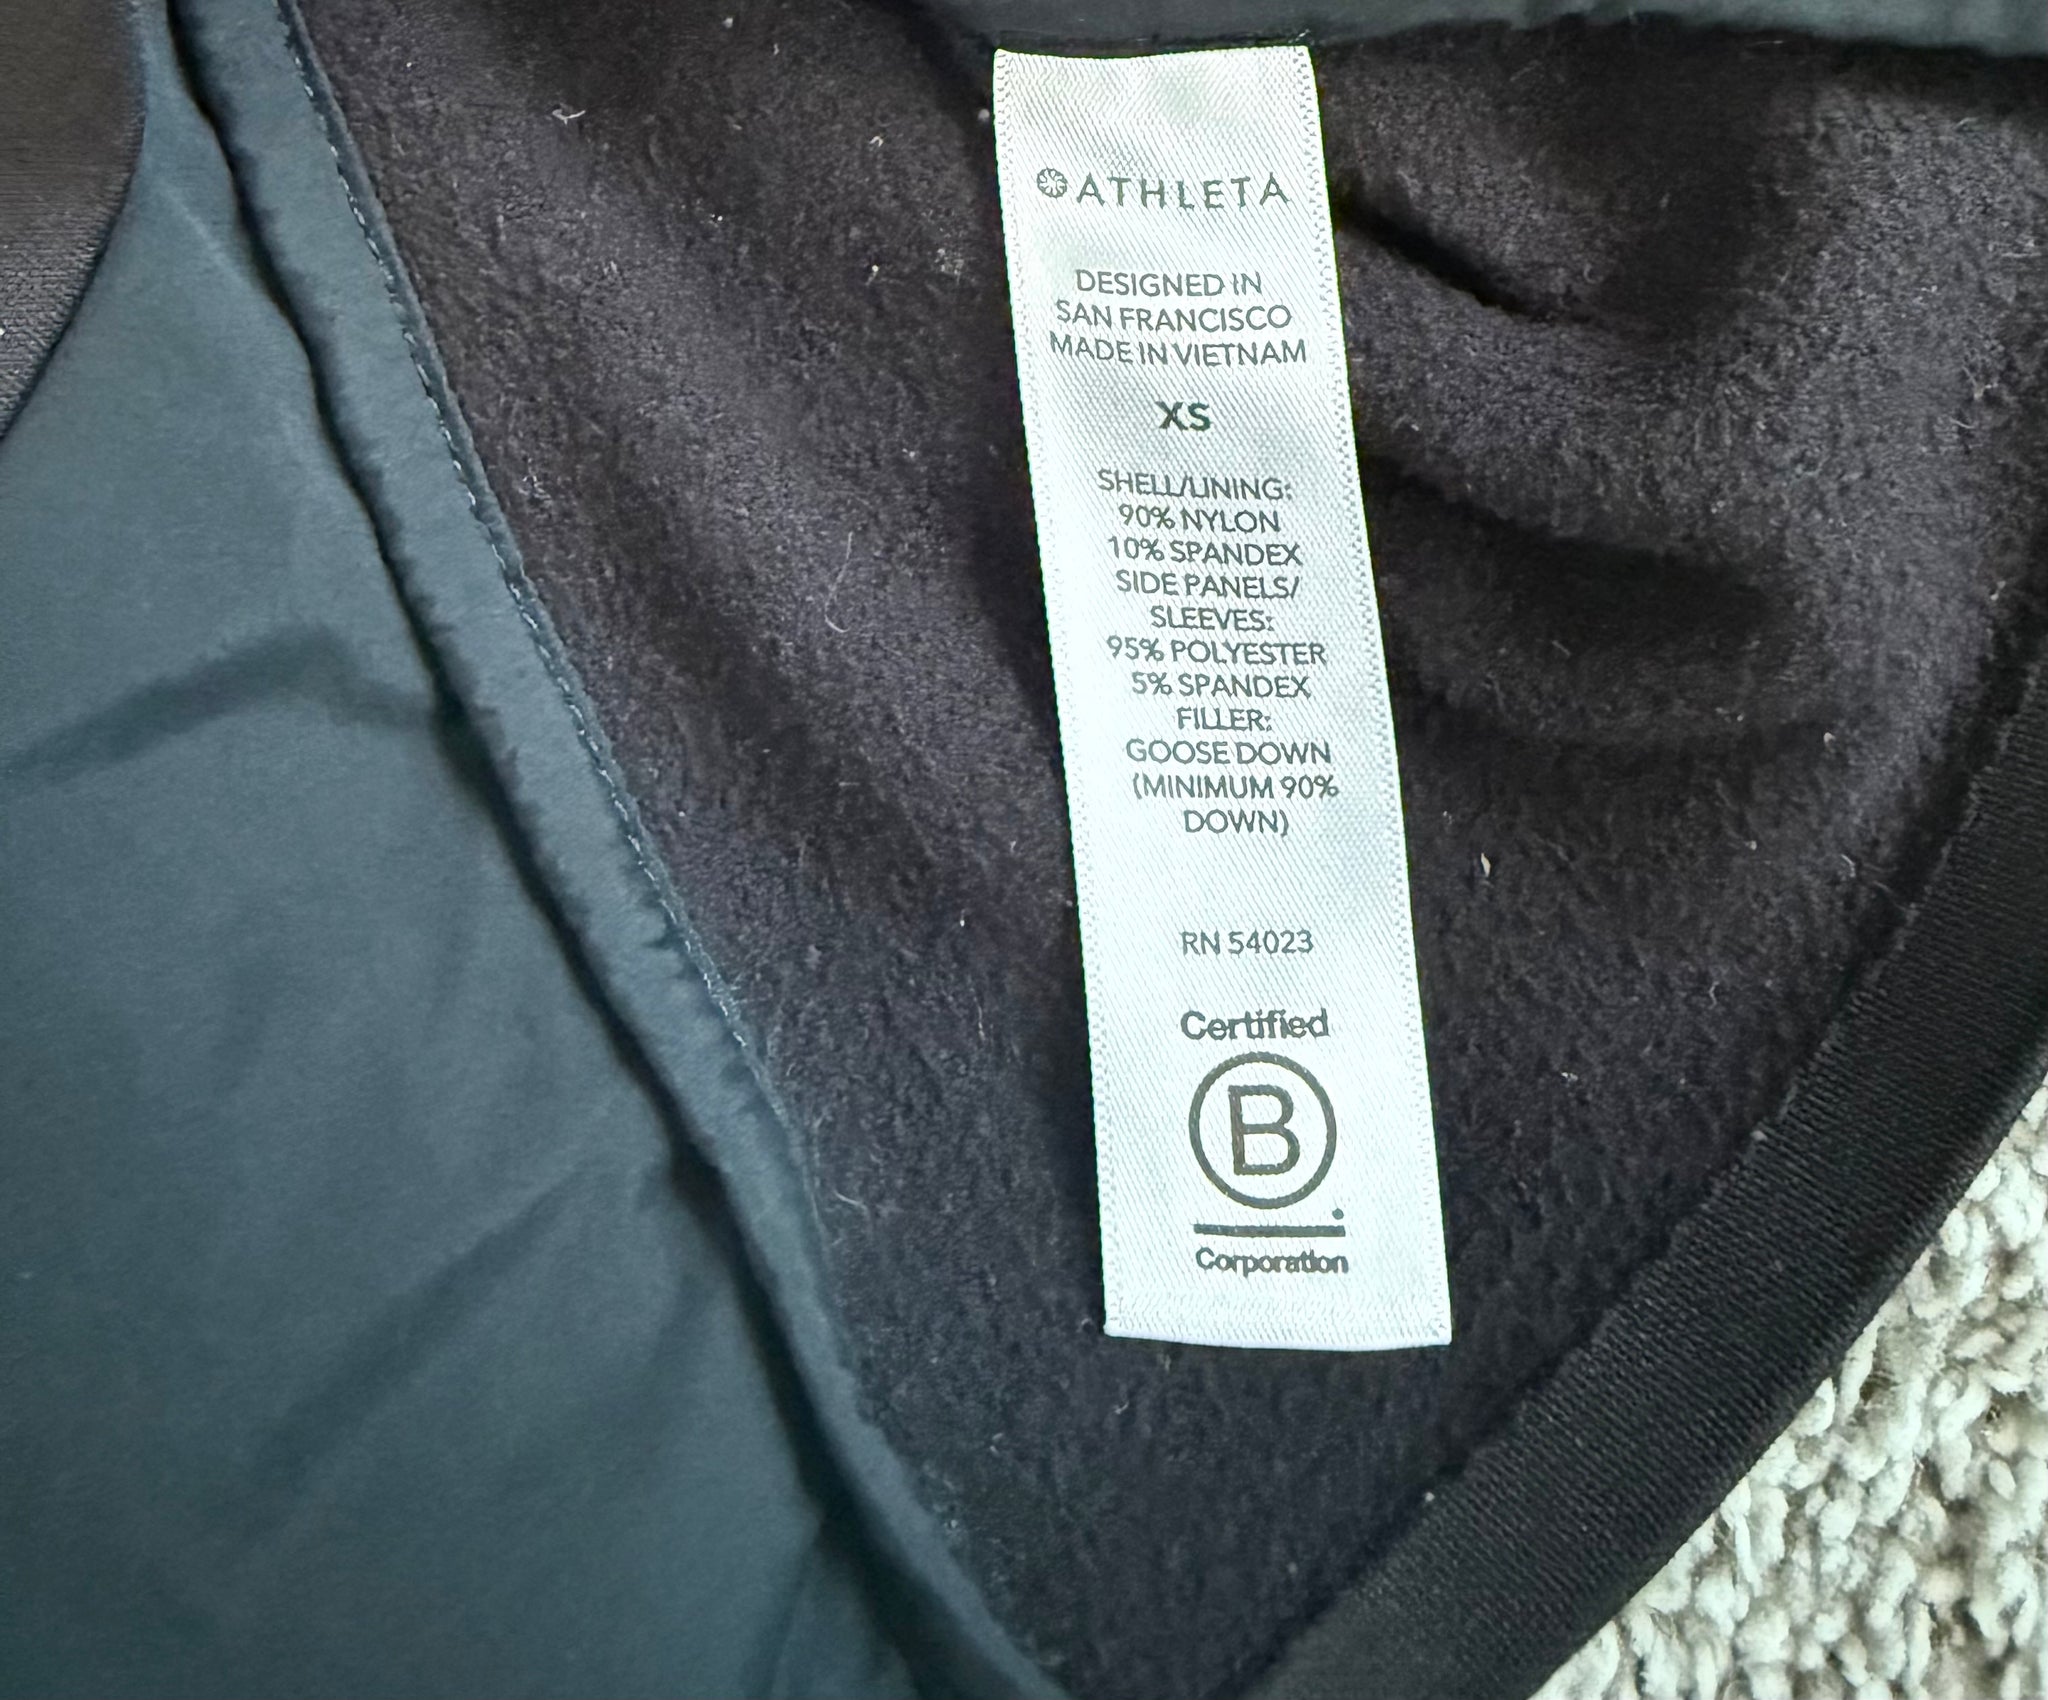 ATHLETA
DESIGNED IN
SAN FRANCISCO
MADE IN VIETNAM
XS
SHELL/LINING:
90% NYLON
10% SPANDEX
SIDE PANELS/
SLEEVES:
95% POLYESTER
5% SPANDEX
FILLER:
GOOSE DOWN
(MINIMUM 90%
DOWN)
RN 54023
Certified
B
Corporation